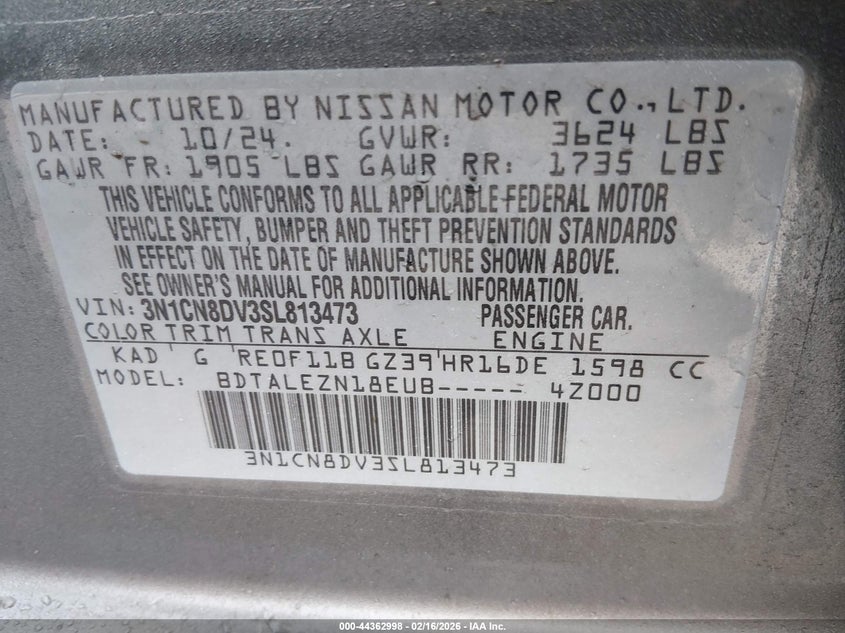 MANUFACTURED BY NISSAN MOTOR CO., LTD.
DATE: 10/24. GVWR: 3624 LBS
GAWR FR: 1905 LBS GAWR RR: 1735 LBS
THIS VEHICLE CONFORMS TO ALL APPLICABLE FEDERAL MOTOR
VEHICLE SAFETY, BUMPER AND THEFT PREVENTION STANDARDS
IN EFFECT ON THE DATE OF MANUFACTURE SHOWN ABOVE.
SEE OWNER'S MANUAL FOR ADDITIONAL INFORMATION.
VIN: 3N1CN8DV3SL813473 PASSENGER CAR.
COLOR TRIM TRANS AXLE ENGINE
KAD G RE0F11B GZ39 HR16DE 1598 CC
MODEL: BDTALEZN18EUB----- 4Z000
3N1CN8DV3SL813473
000-44362998 - 02/16/2026 - IAA Inc.